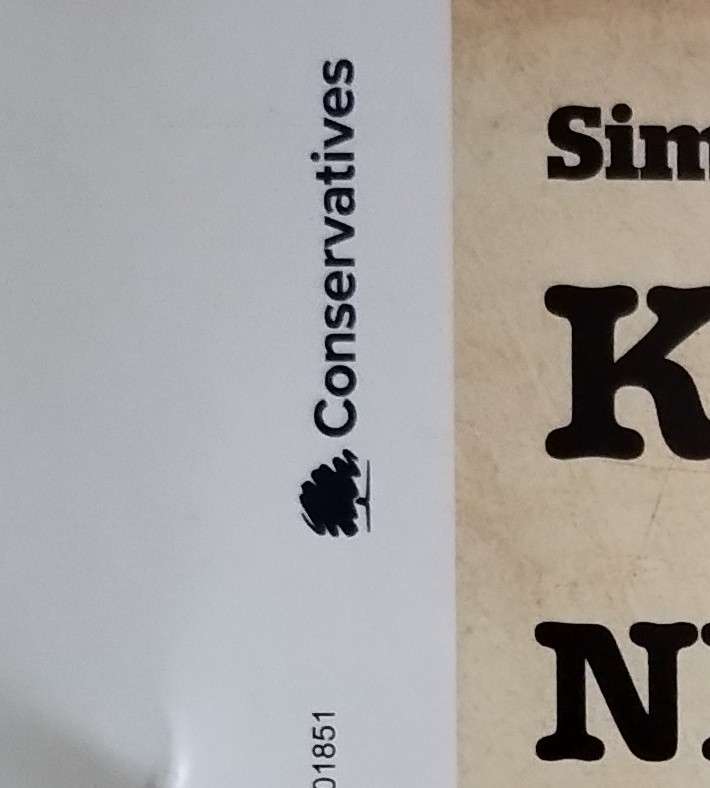 Conservatives
01851
Sim
K
N